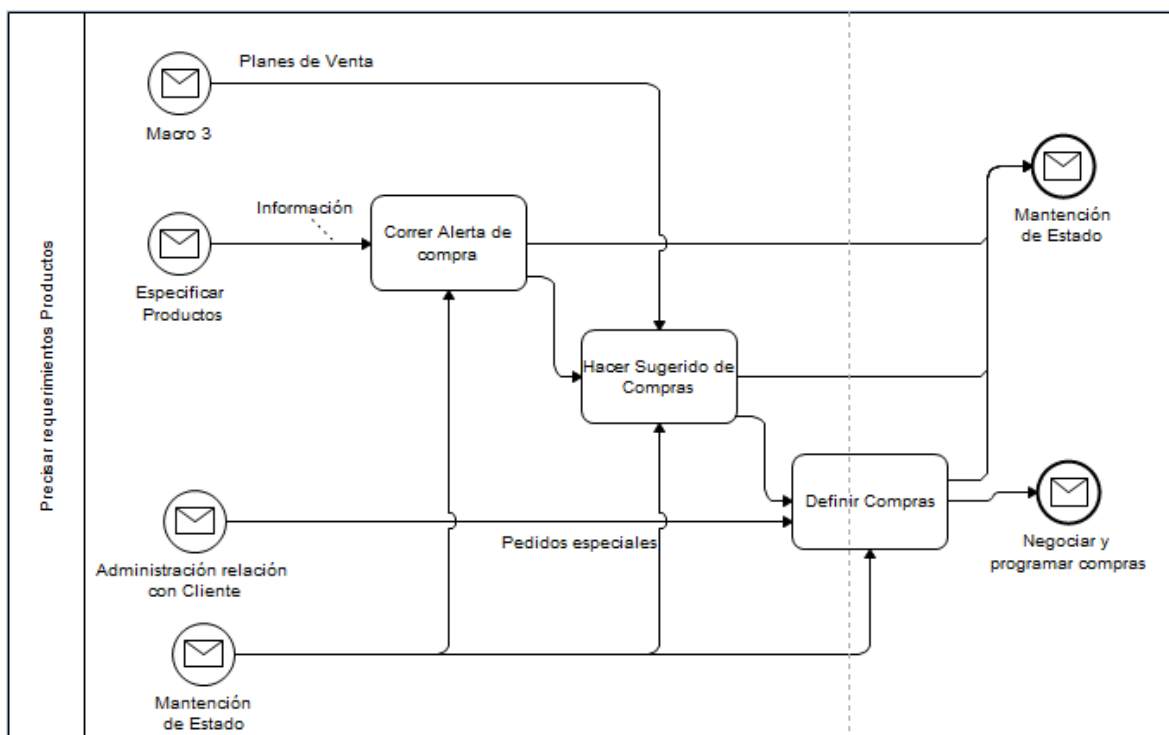 Precisar requerimientos Productos
Planes de Venta
Macro 3
Información
Especificar
Productos
Correr Alerta de
compra
Hacer Sugerido de
Compras
Mantención
de Estado
Definir Compras
Pedidos especiales
Administración relación
con Cliente
Negociar y
programar compras
Mantención
de Estado